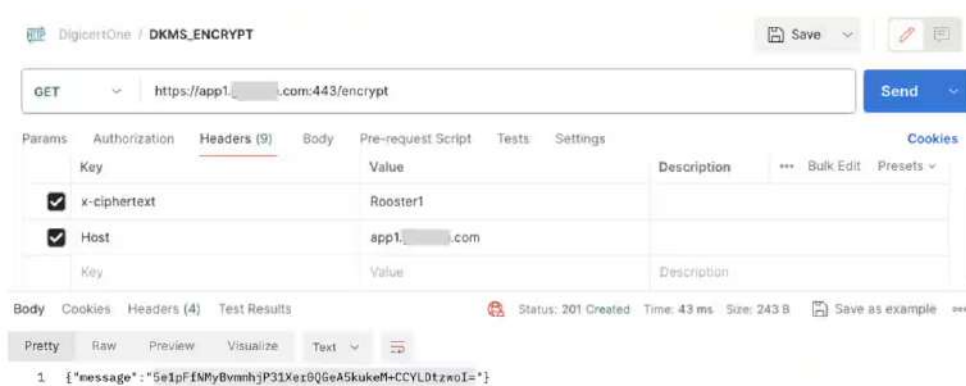 HTTP DigicertOne / DKMS_ENCRYPT Save
GET https://app1. .com:443/encrypt Send
Params Authorization Headers (9) Body Pre-request Script Tests Settings Cookies
Key Value Description Bulk Edit Presets
x-ciphertext Rooster1
Host app1. .com
Key Value Description
Body Cookies Headers (4) Test Results Status: 201 Created Time: 43 ms Size: 243 B Save as example
Pretty Raw Preview Visualize Text
1 {"message":"5e1pFfNMyBvmnhjP31Xer0QGeA5kukeM+CCYLDtzwoI="}